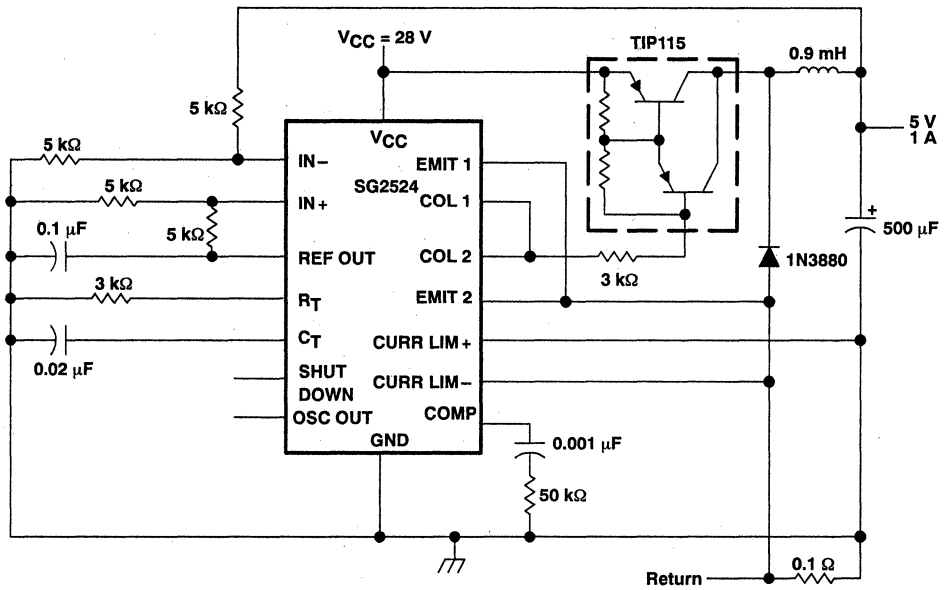 VCC = 28 V
TIP115
0.9 mH
5 kΩ
5 V
1 A
5 kΩ
VCC
IN−
EMIT 1
SG2524
5 kΩ
IN+
COL 1
0.1 µF
5 kΩ
500 µF
+
REF OUT
COL 2
1N3880
3 kΩ
3 kΩ
RT
EMIT 2
CT
CURR LIM+
0.02 µF
SHUT
DOWN
CURR LIM−
OSC OUT
COMP
GND
0.001 µF
50 kΩ
0.1 Ω
Return